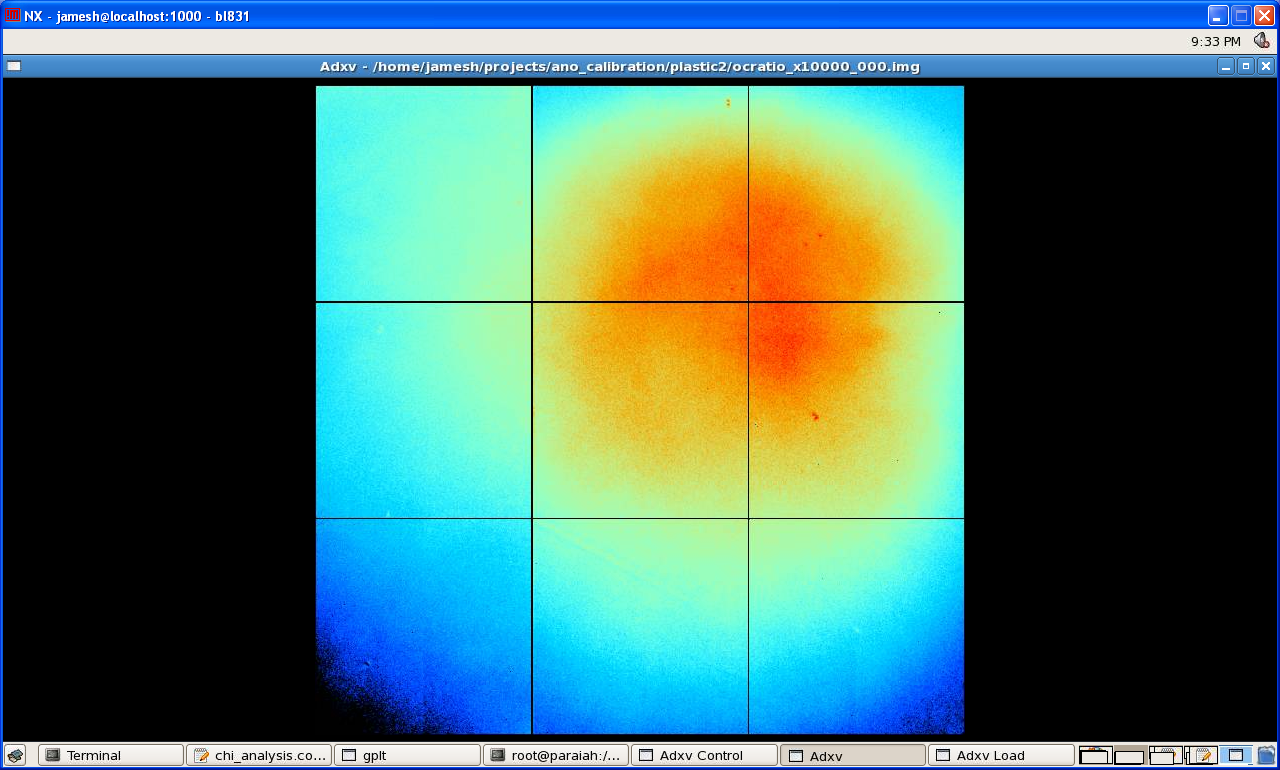 NX - jamesh@localhost:1000 - bl831
9:33 PM
Adxv - /home/jamesh/projects/ano_calibration/plastic2/ocratio_x10000_000.img
Terminal
chi_analysis.co...
gplt
root@paraiah:/...
Adxv Control
Adxv
Adxv Load